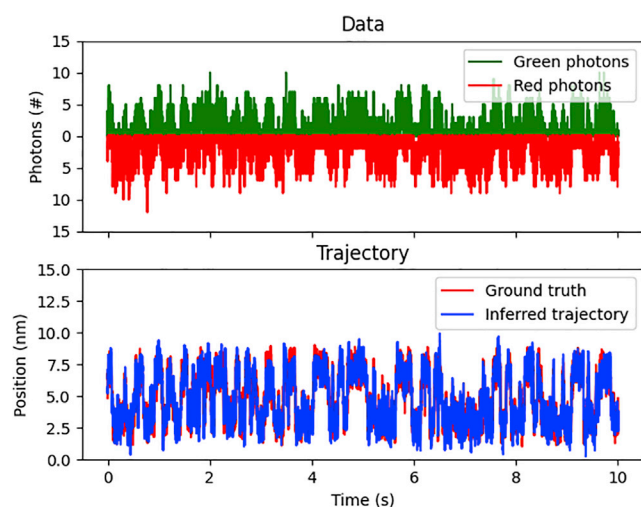 Data
15
10
5
0
5
10
15
Photons (#)
Green photons
Red photons
Trajectory
15.0
12.5
10.0
7.5
5.0
2.5
0.0
Position (nm)
Ground truth
Inferred trajectory
0 2 4 6 8 10
Time (s)